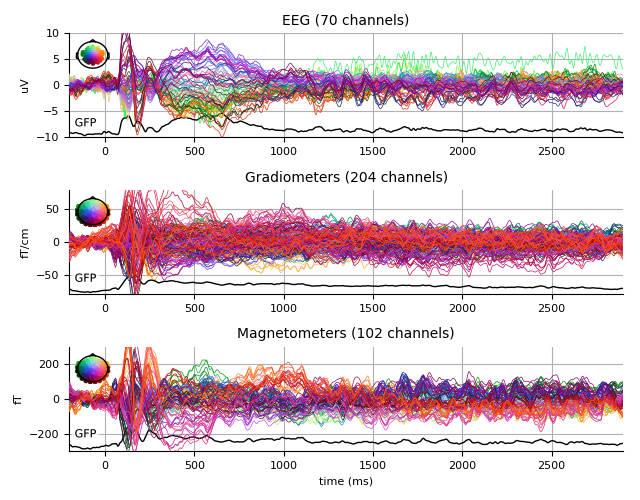 EEG (70 channels)
10
5
0
−5
−10
uV
GFP
0 500 1000 1500 2000 2500
Gradiometers (204 channels)
50
0
−50
fT/cm
GFP
0 500 1000 1500 2000 2500
Magnetometers (102 channels)
200
0
−200
fT
GFP
0 500 1000 1500 2000 2500
time (ms)